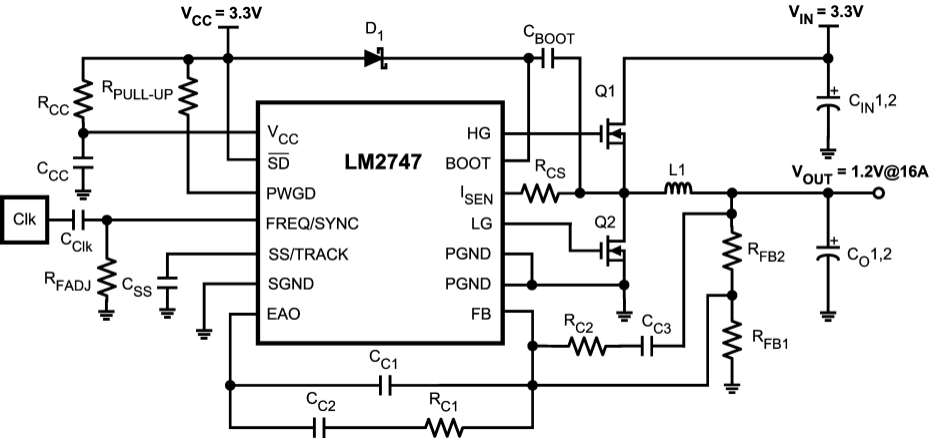 VCC = 3.3V
D1
CBOOT
VIN = 3.3V
RCC
RPULL-UP
Q1
CIN1,2
CCC
VCC
SD
PWGD
FREQ/SYNC
SS/TRACK
SGND
EAO
LM2747
HG
BOOT
ISEN
LG
PGND
PGND
FB
RCS
L1
VOUT = 1.2V@16A
Clk
CClk
Q2
RFADJ
CSS
RFB2
CO1,2
RC2
CC3
RFB1
CC1
CC2
RC1